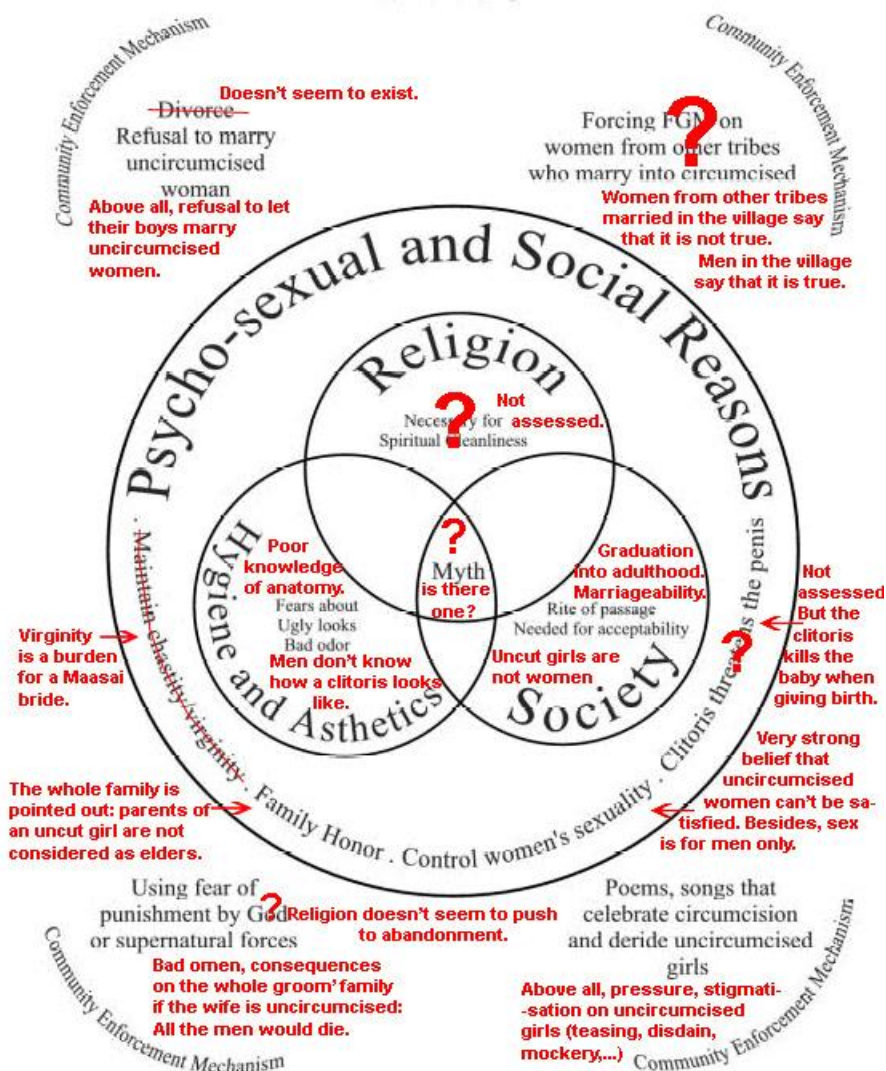 Community Enforcement Mechanism
Divorce
Doesn't seem to exist.
Refusal to marry
uncircumcised
woman
Above all, refusal to let
their boys marry
uncircumcised
women.
Community Enforcement Mechanism
Forcing FGM on
women from other tribes
who marry into circumcised
?
Women from other tribes
married in the village say
that it is not true.
Men in the village
say that it is true.
Psycho-sexual and Social Reasons
Religion
?
Not
assessed.
Necessary for
Spiritual Cleanliness
Hygiene and Asthetics
Poor
knowledge
of anatomy.
Fears about
Ugly looks
Bad odor
Men don't know
how a clitoris looks
like.
?
Myth
is there
one?
Society
Graduation
into adulthood.
Marriageability.
Rite of passage
Needed for acceptability
Uncut girls are
not women
. Maintain chastity/virginity . Family Honor . Control women's sexuality . Clitoris threatens the penis
?
Virginity
is a burden
for a Maasai
bride.
Not
assessed
But the
clitoris
kills the
baby when
giving birth.
The whole family is
pointed out: parents of
an uncut girl are not
considered as elders.
Very strong
belief that
uncircumcised
women can't be sa-
tisfied. Besides, sex
is for men only.
Using fear of
punishment by God
or supernatural forces
?
Religion doesn't seem to push
to abandonment.
Bad omen, consequences
on the whole groom' family
if the wife is uncircumcised:
All the men would die.
Community Enforcement Mechanism
Poems, songs that
celebrate circumcision
and deride uncircumcised
girls
Above all, pressure, stigmati-
-sation on uncircumcised
girls (teasing, disdain,
mockery,...)
Community Enforcement Mechanism